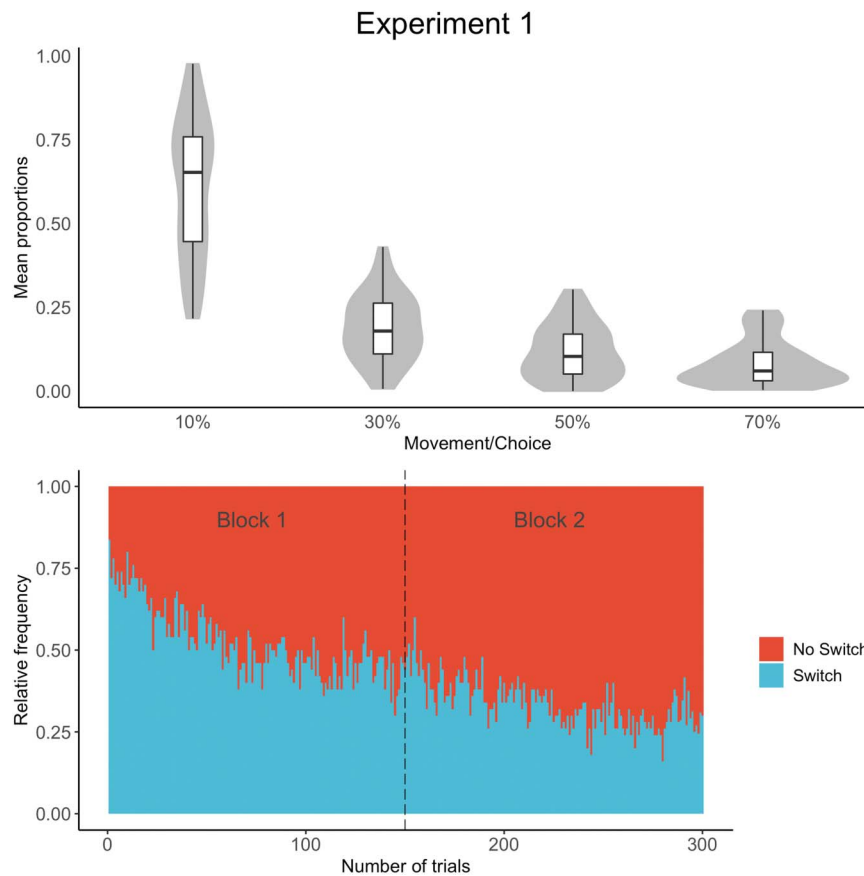 Experiment 1
1.00
0.75
0.50
0.25
0.00
Mean proportions
10% 30% 50% 70%
Movement/Choice
1.00
0.75
0.50
0.25
0.00
Relative frequency
Block 1 Block 2
No Switch
Switch
0 100 200 300
Number of trials